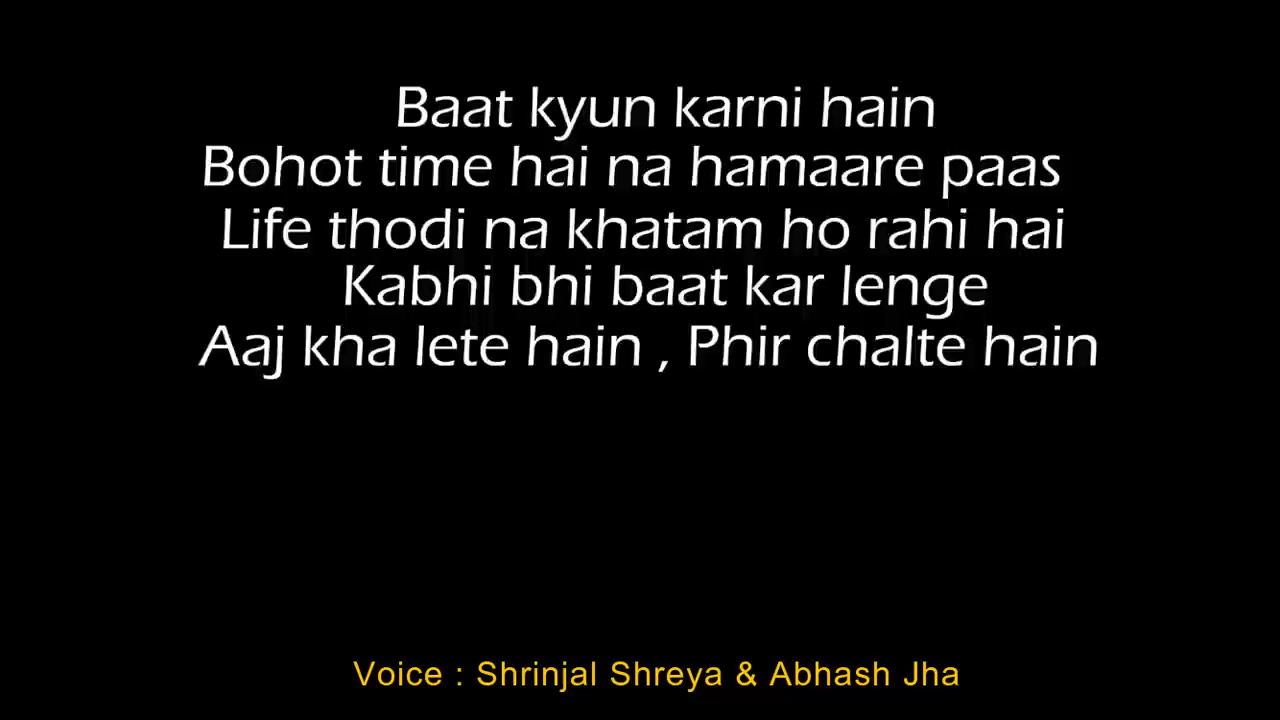 Baat kyun karni hain
Bohot time hai na hamaare paas
Life thodi na khatam ho rahi hai
Kabhi bhi baat kar lenge
Aaj kha lete hain , Phir chalte hain
Voice : Shrinjal Shreya & Abhash Jha